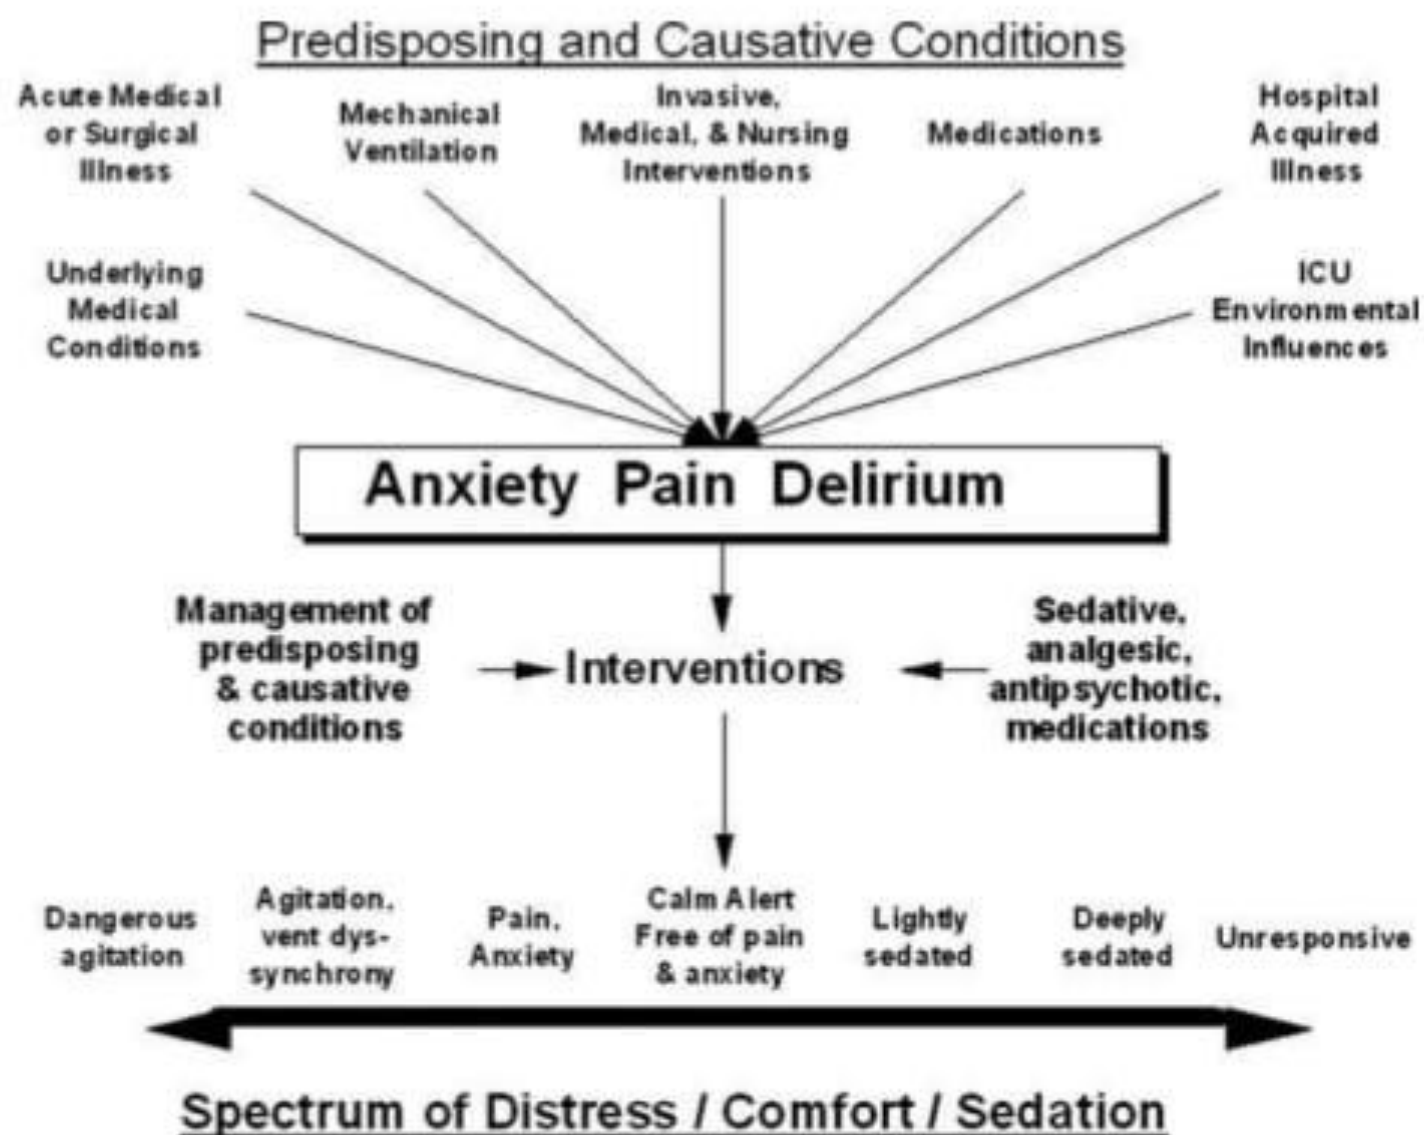 Predisposing and Causative Conditions
Acute Medical
or Surgical
Illness
Mechanical
Ventilation
Invasive,
Medical, & Nursing
Interventions
Medications
Hospital
Acquired
Illness
Underlying
Medical
Conditions
ICU
Environmental
Influences
Anxiety Pain Delirium
Management of
predisposing
& causative
conditions
Interventions
Sedative,
analgesic,
antipsychotic,
medications
Dangerous
agitation
Agitation,
vent dys-
synchrony
Pain,
Anxiety
Calm Alert
Free of pain
& anxiety
Lightly
sedated
Deeply
sedated
Unresponsive
Spectrum of Distress / Comfort / Sedation